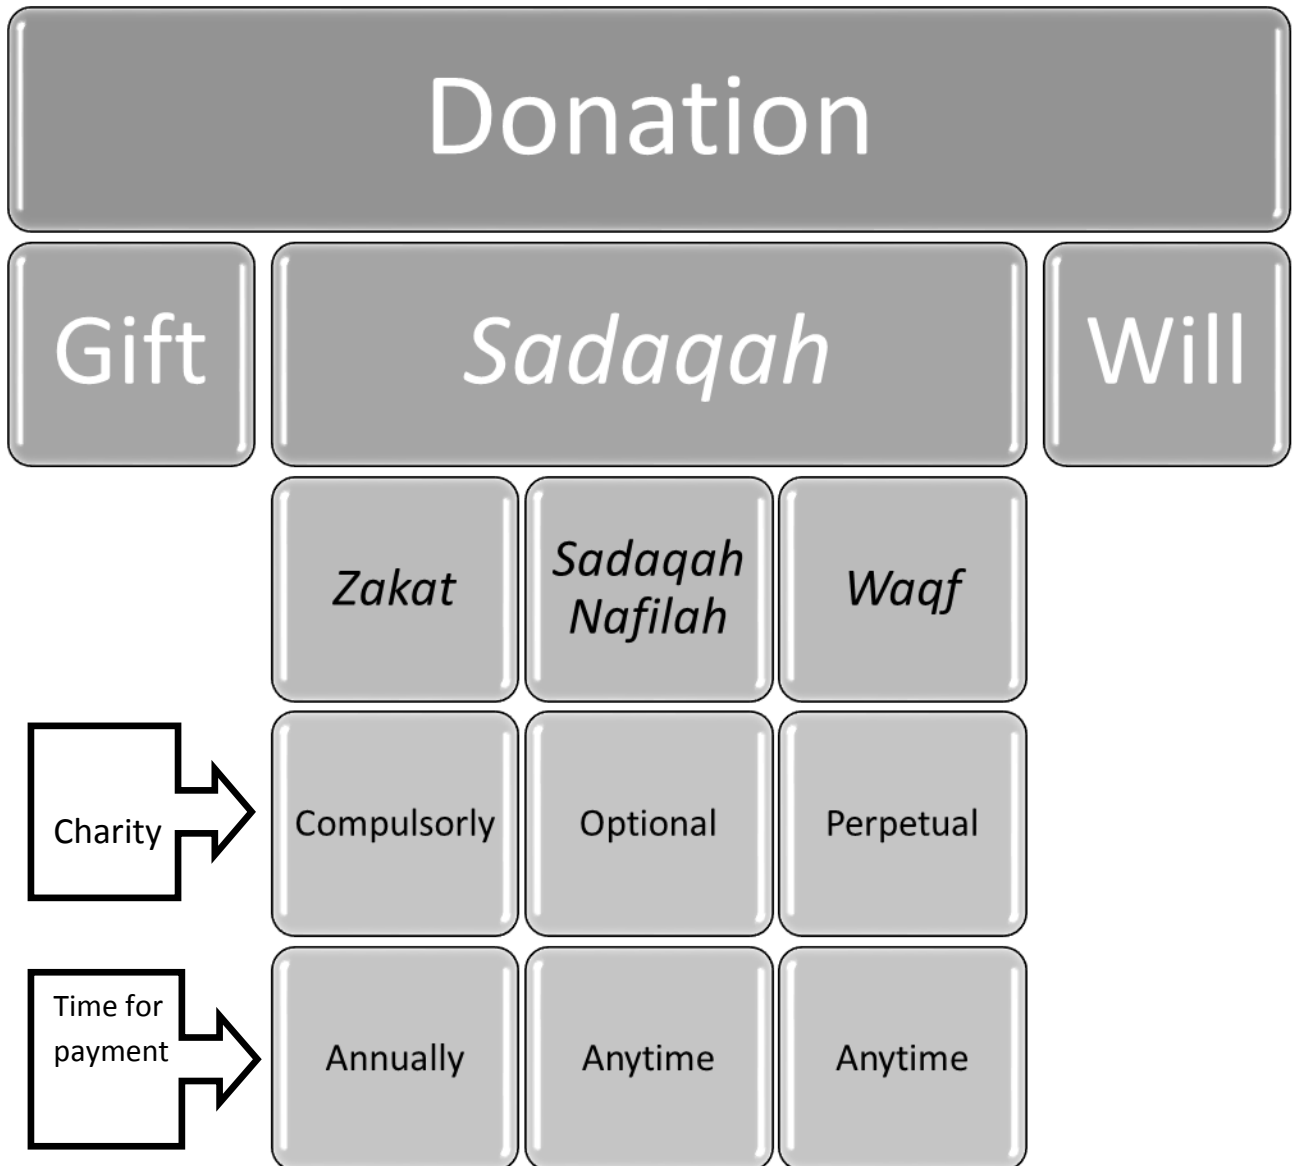 Donation
Gift
Sadaqah
Will
Zakat
Sadaqah
Nafilah
Waqf
Charity
Compulsorly
Optional
Perpetual
Time for
payment
Annually
Anytime
Anytime